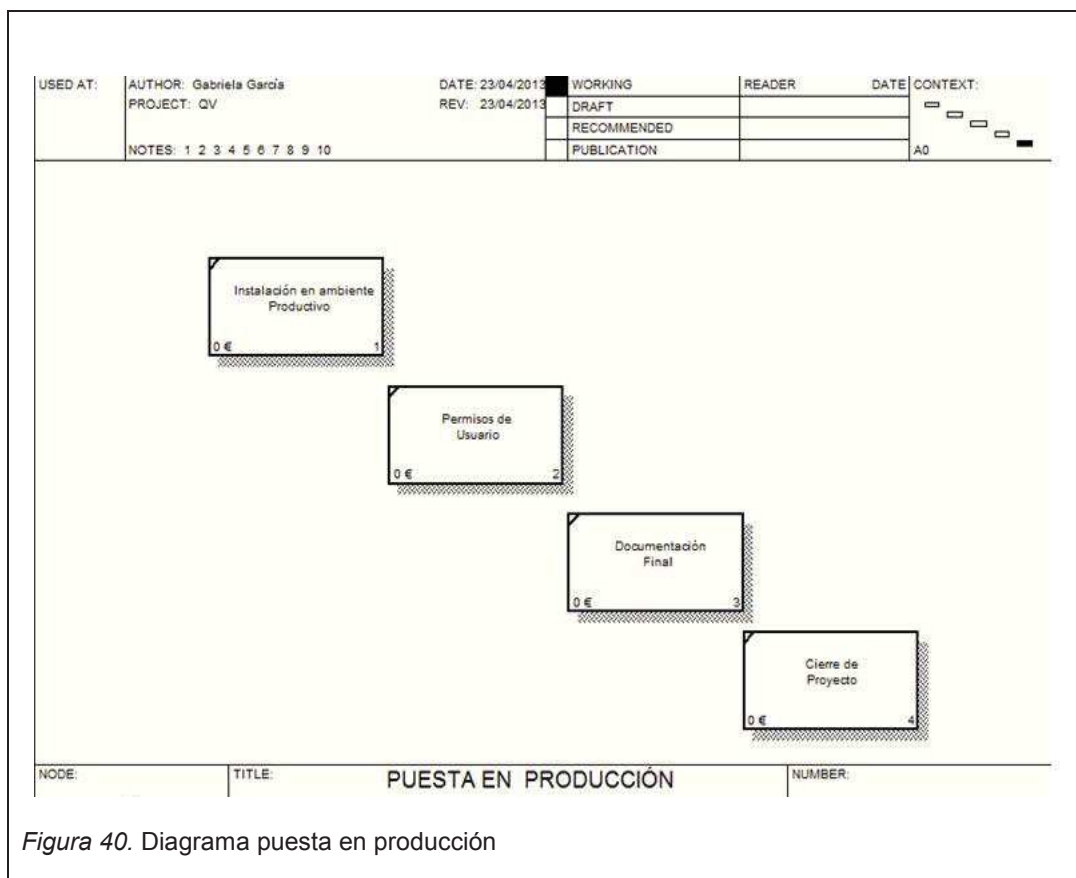 USED AT:
AUTHOR: Gabriela García
DATE: 23/04/2013
WORKING
READER
DATE
CONTEXT:
PROJECT: QV
REV: 23/04/2013
DRAFT
RECOMMENDED
NOTES: 1 2 3 4 5 6 7 8 9 10
PUBLICATION
A0
Instalación en ambiente
Productivo
0 € 1
Permisos de
Usuario
0 € 2
Documentación
Final
0 € 3
Cierre de
Proyecto
0 € 4
NODE:
TITLE:
PUESTA EN PRODUCCIÓN
NUMBER:
Figura 40. Diagrama puesta en producción